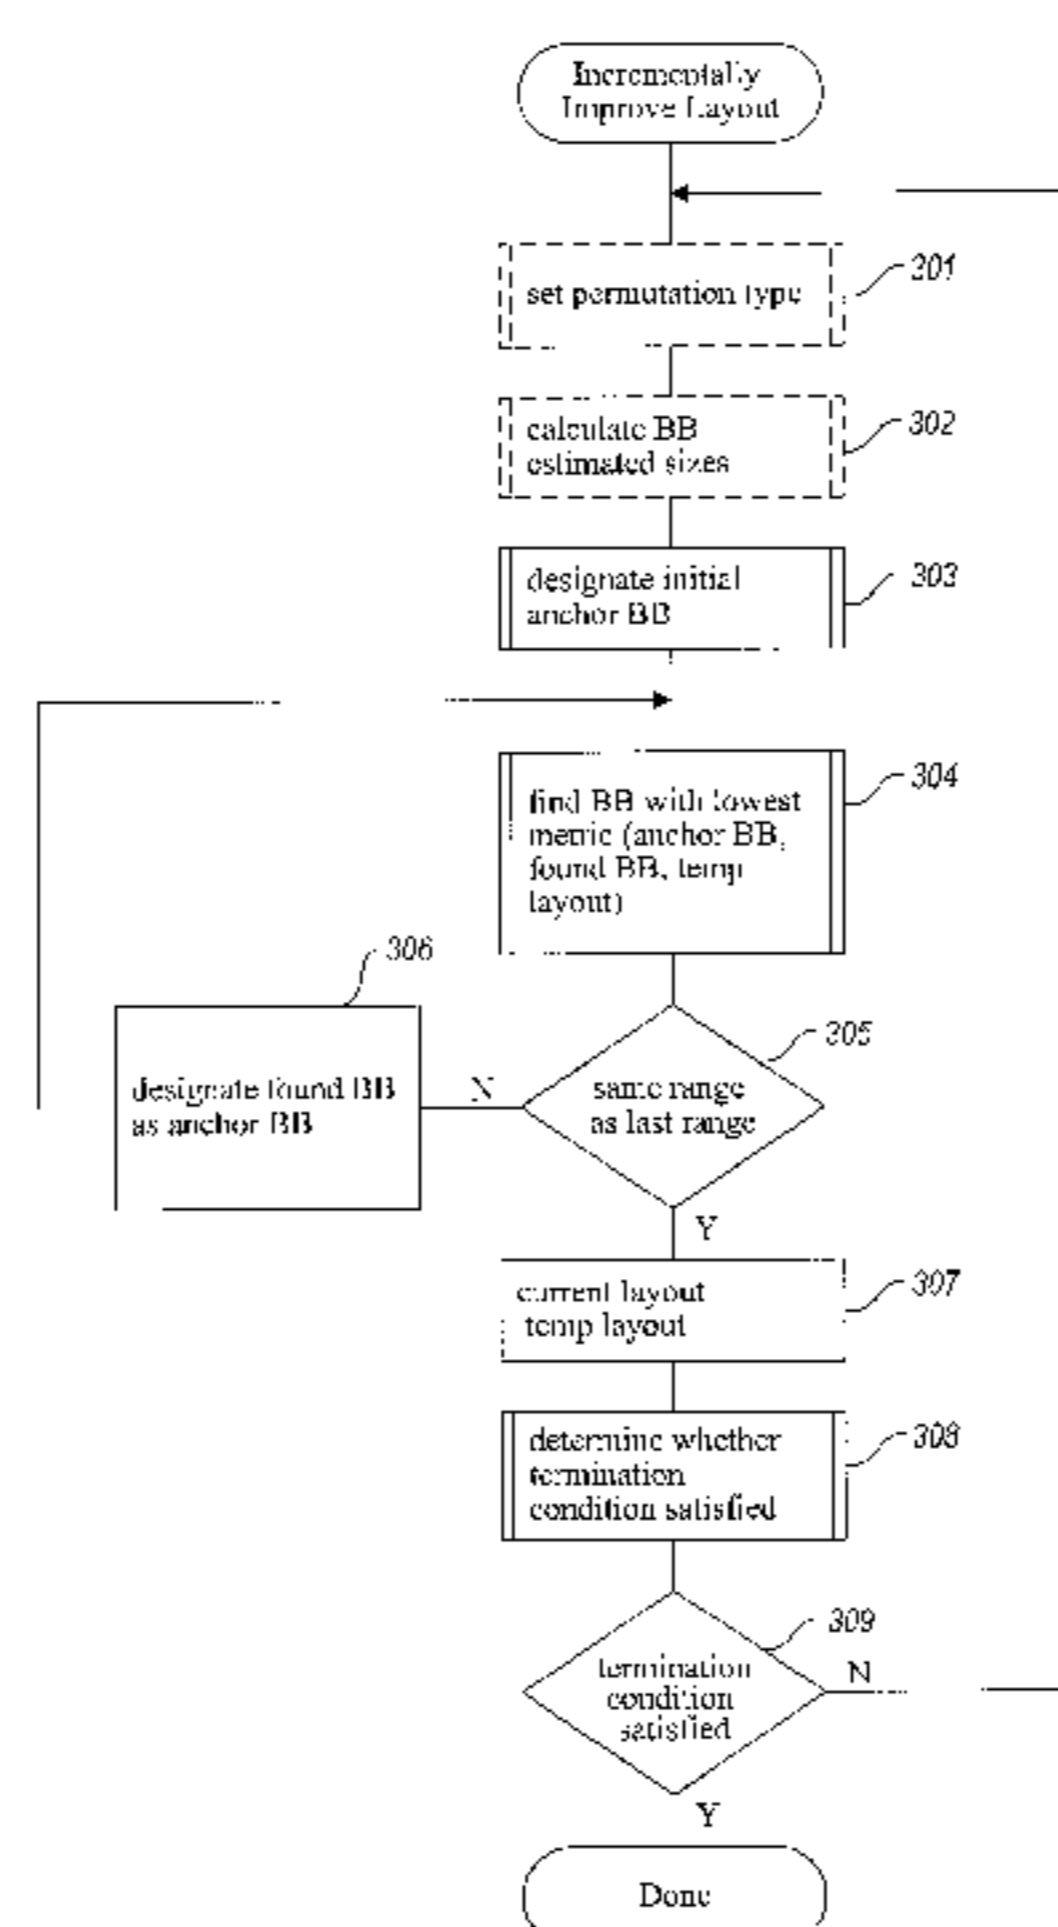 Incrementally
Improve Layout
301
set permutation type
302
calculate BB
estimated sizes
303
designate initial
anchor BB
304
find BB with lowest
metric (anchor BB,
found BB, temp
layout)
306
305
designate found BB
as anchor BB
N
same range
as last range
Y
307
current layout
temp layout
308
determine whether
termination
condition satisfied
309
termination
condition
satisfied
N
Y
Done